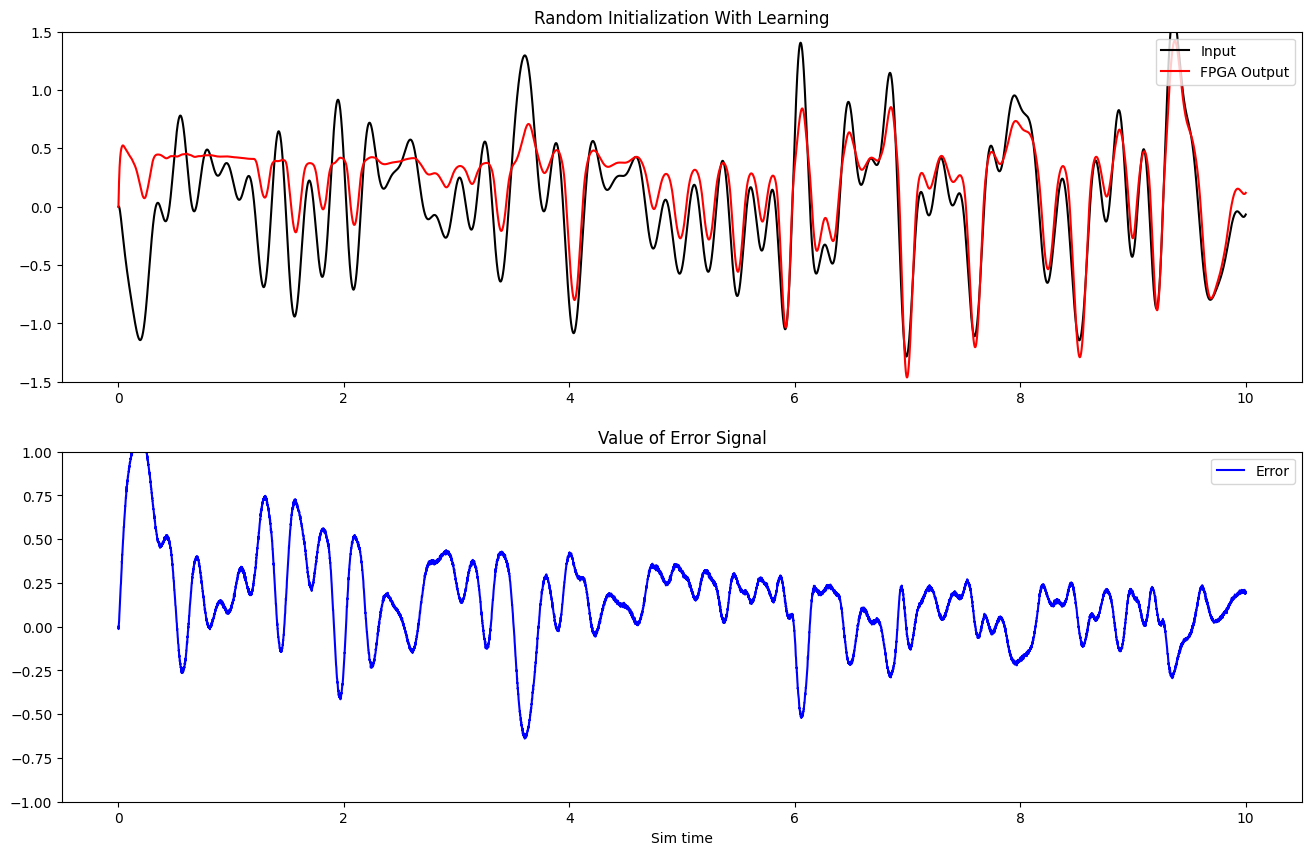 Random Initialization With Learning
1.5
1.0
0.5
0.0
−0.5
−1.0
−1.5
Input
FPGA Output
0 2 4 6 8 10
Value of Error Signal
1.00
0.75
0.50
0.25
0.00
−0.25
−0.50
−0.75
−1.00
Error
0 2 4 6 8 10
Sim time